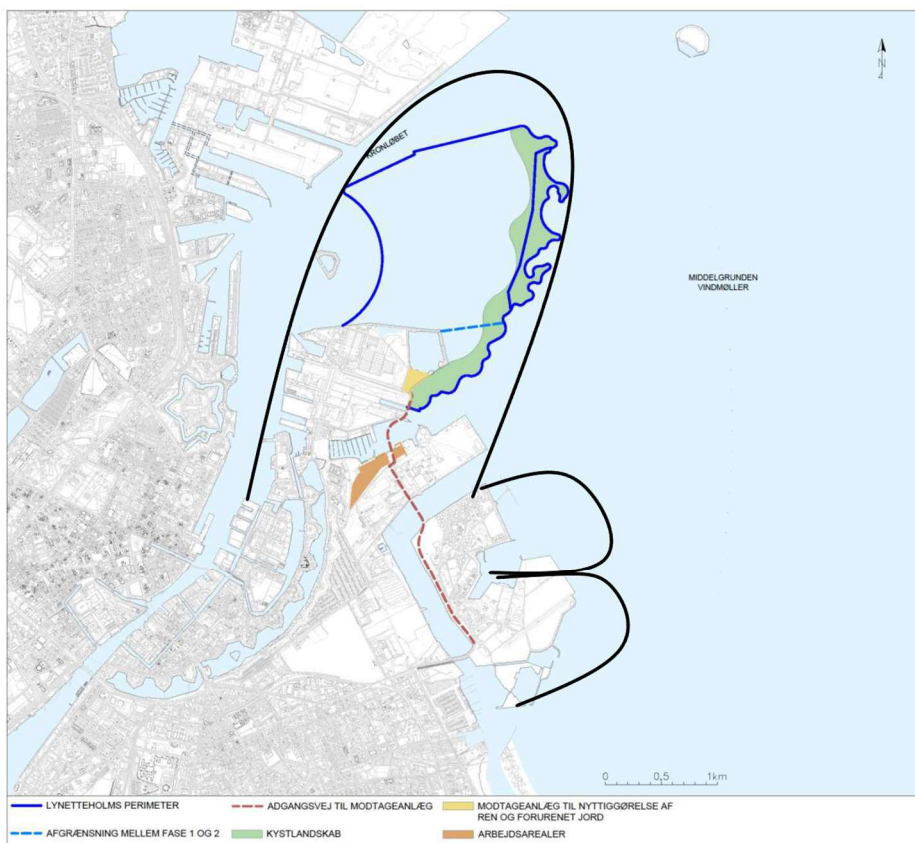 N
KRONLØBET
MIDDELGRUNDEN
VINDMØLLER
0 0,5 1km
LYNETTEHOLMS PERIMETER
ADGANGSVEJ TIL MODTAGEANLÆG
MODTAGEANLÆG TIL NYTTIGGØRELSE AF
REN OG FORURENET JORD
AFGRÆNSNING MELLEM FASE 1 OG 2
KYSTLANDSKAB
ARBEJDSAREALER